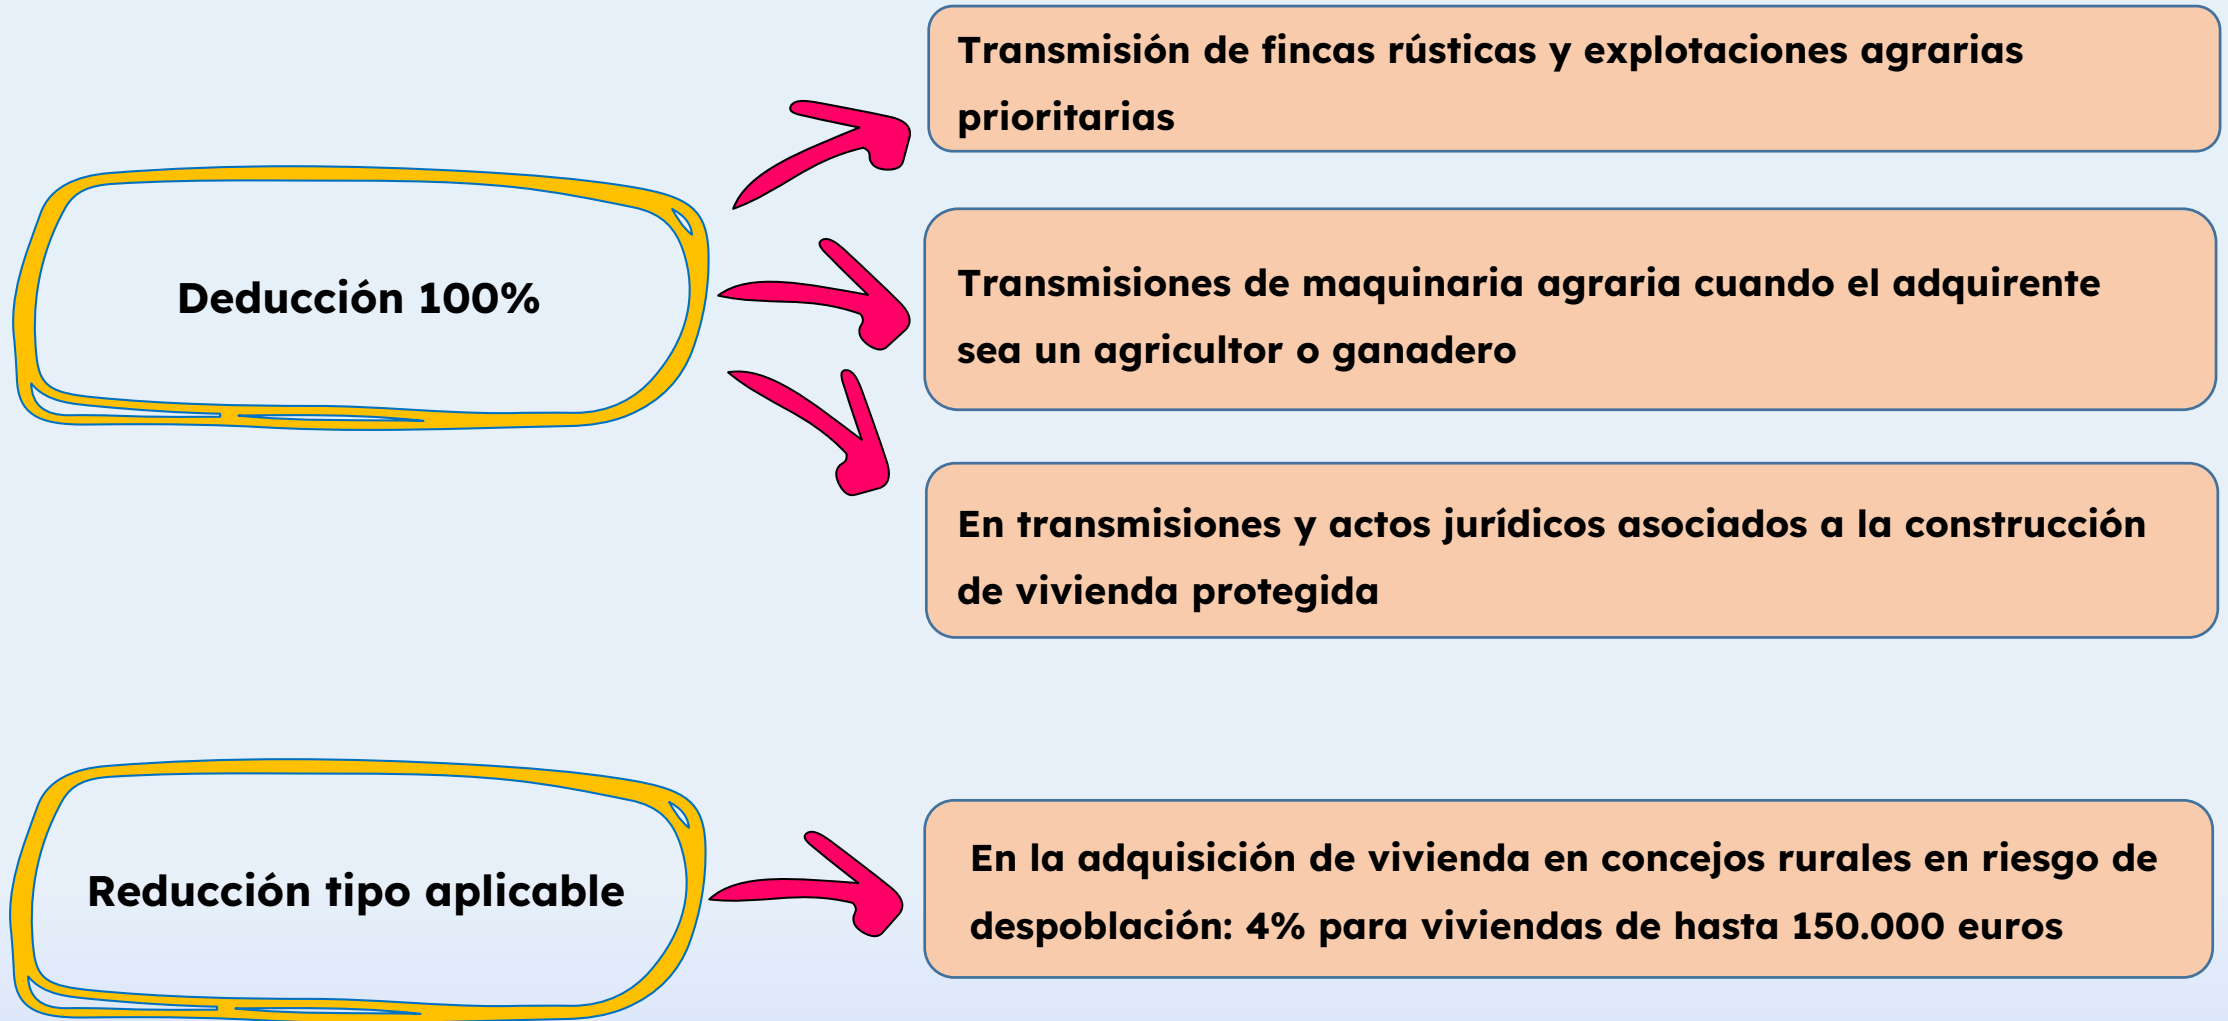 Deducción 100%
Transmisión de fincas rústicas y explotaciones agrarias
prioritarias
Transmisiones de maquinaria agraria cuando el adquirente
sea un agricultor o ganadero
En transmisiones y actos jurídicos asociados a la construcción
de vivienda protegida
Reducción tipo aplicable
En la adquisición de vivienda en concejos rurales en riesgo de
despoblación: 4% para viviendas de hasta 150.000 euros